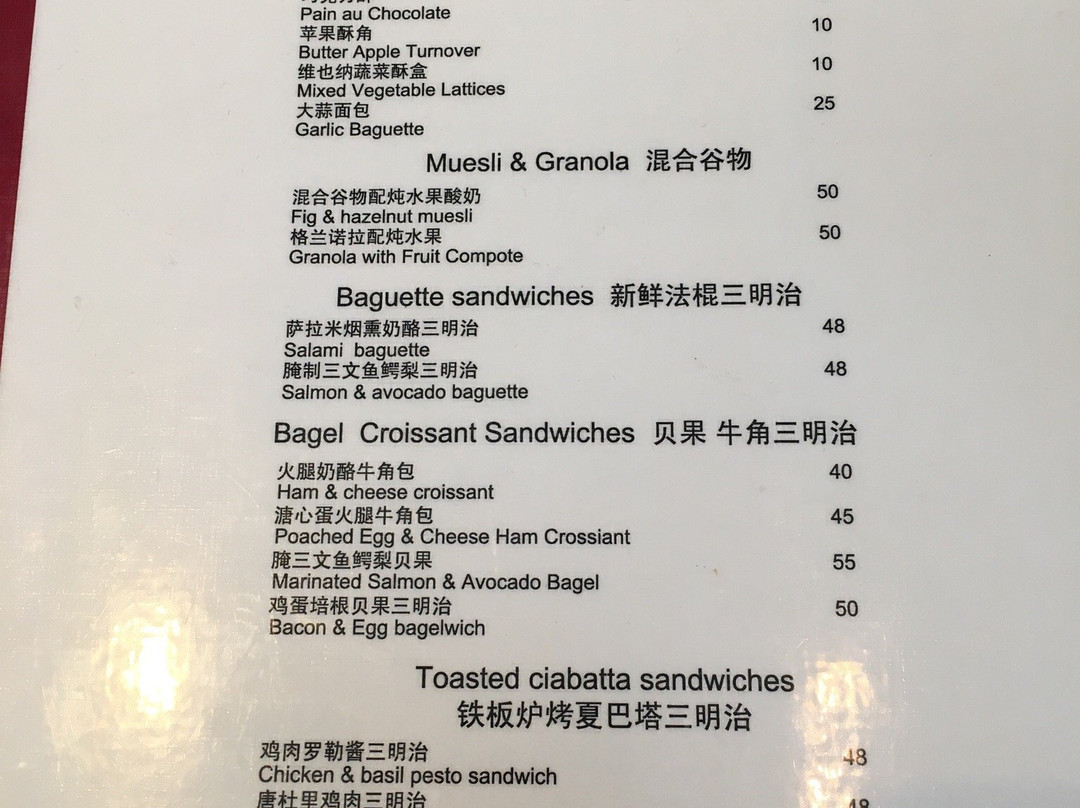 Pain au Chocolate
苹果酥角 10
Butter Apple Turnover
维也纳蔬菜酥盒 10
Mixed Vegetable Lattices
大蒜面包 25
Garlic Baguette
Muesli & Granola 混合谷物
混合谷物配炖水果酸奶 50
Fig & hazelnut muesli
格兰诺拉配炖水果 50
Granola with Fruit Compote
Baguette sandwiches 新鲜法棍三明治
萨拉米烟熏奶酪三明治 48
Salami baguette
腌制三文鱼鳄梨三明治 48
Salmon & avocado baguette
Bagel Croissant Sandwiches 贝果 牛角三明治
火腿奶酪牛角包 40
Ham & cheese croissant
溏心蛋火腿牛角包 45
Poached Egg & Cheese Ham Crossiant
腌三文鱼鳄梨贝果 55
Marinated Salmon & Avocado Bagel
鸡蛋培根贝果三明治 50
Bacon & Egg bagelwich
Toasted ciabatta sandwiches
铁板炉烤夏巴塔三明治
鸡肉罗勒酱三明治 48
Chicken & basil pesto sandwich
唐杜里鸡肉三明治 48